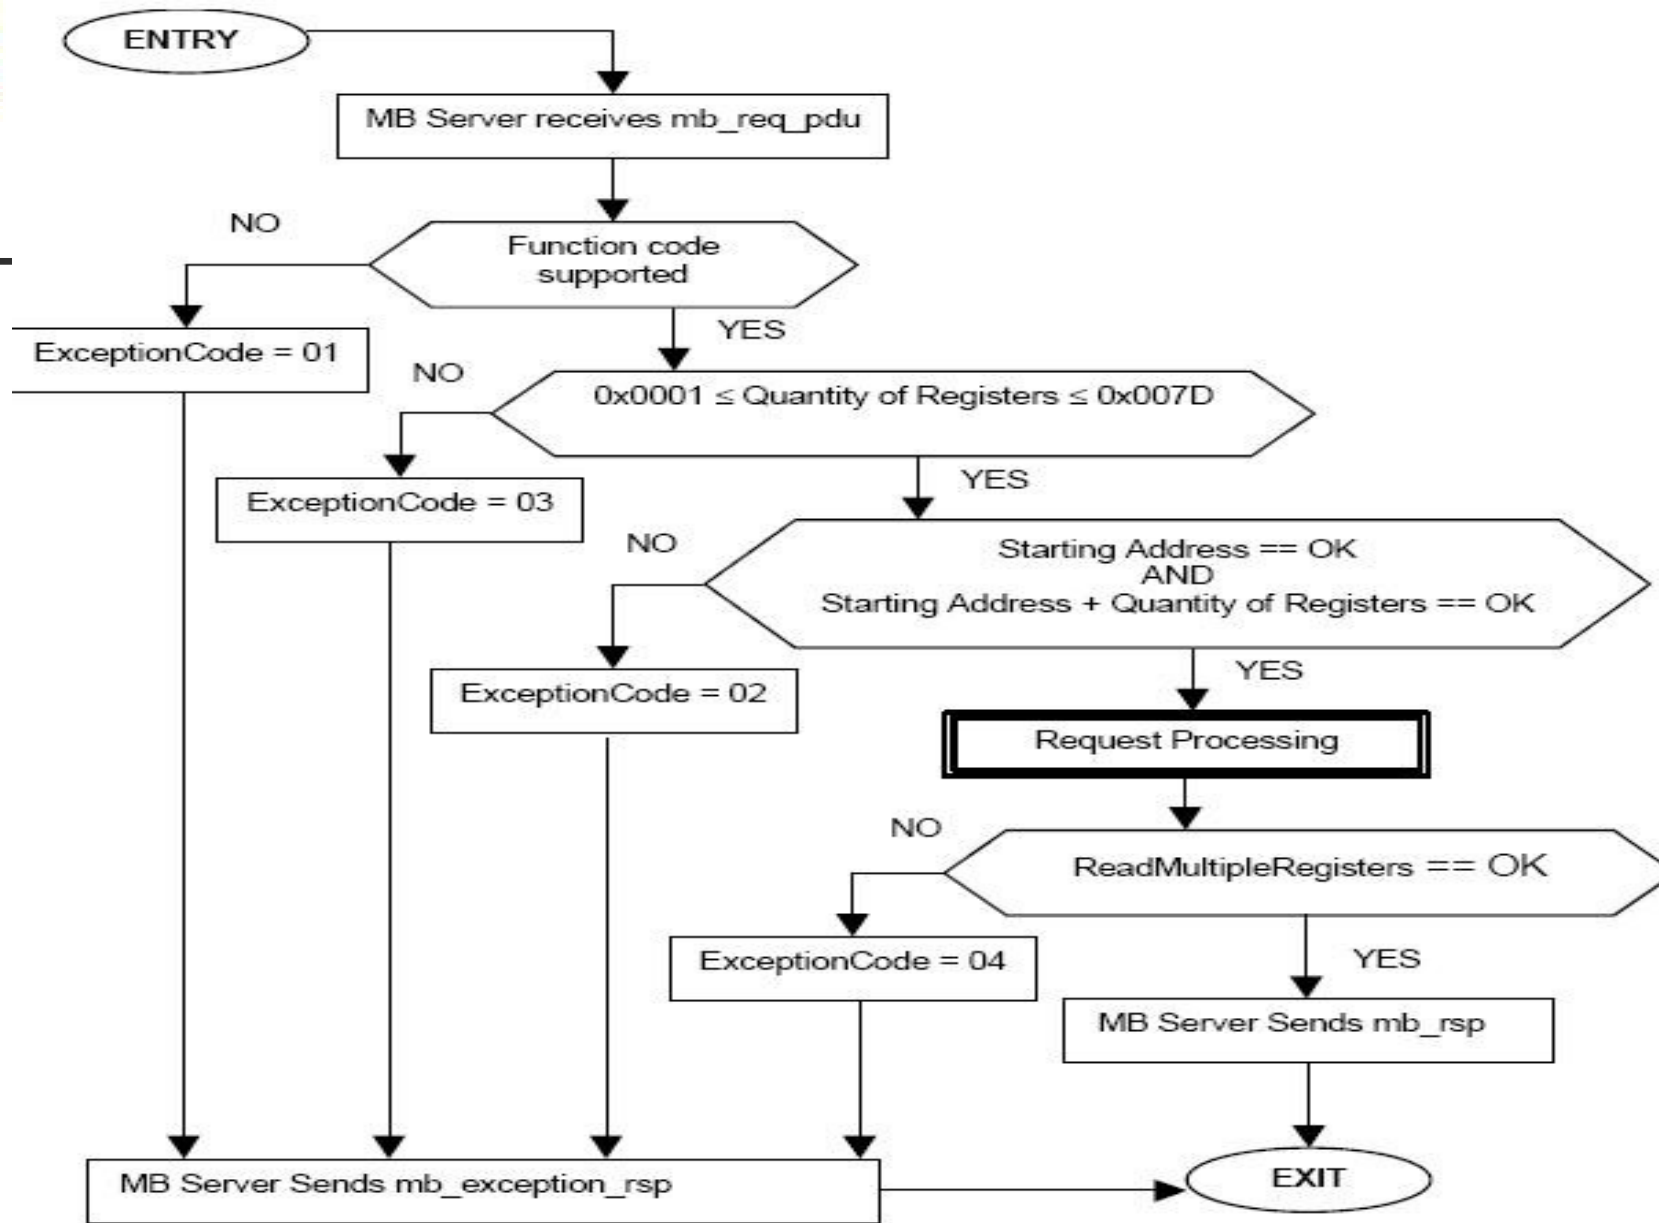 ENTRY
MB Server receives mb_req_pdu
NO
Function code
supported
YES
ExceptionCode = 01
NO
0x0001 ≤ Quantity of Registers ≤ 0x007D
YES
ExceptionCode = 03
NO
Starting Address == OK
AND
Starting Address + Quantity of Registers == OK
YES
ExceptionCode = 02
Request Processing
NO
ReadMultipleRegisters == OK
YES
ExceptionCode = 04
MB Server Sends mb_rsp
MB Server Sends mb_exception_rsp
EXIT